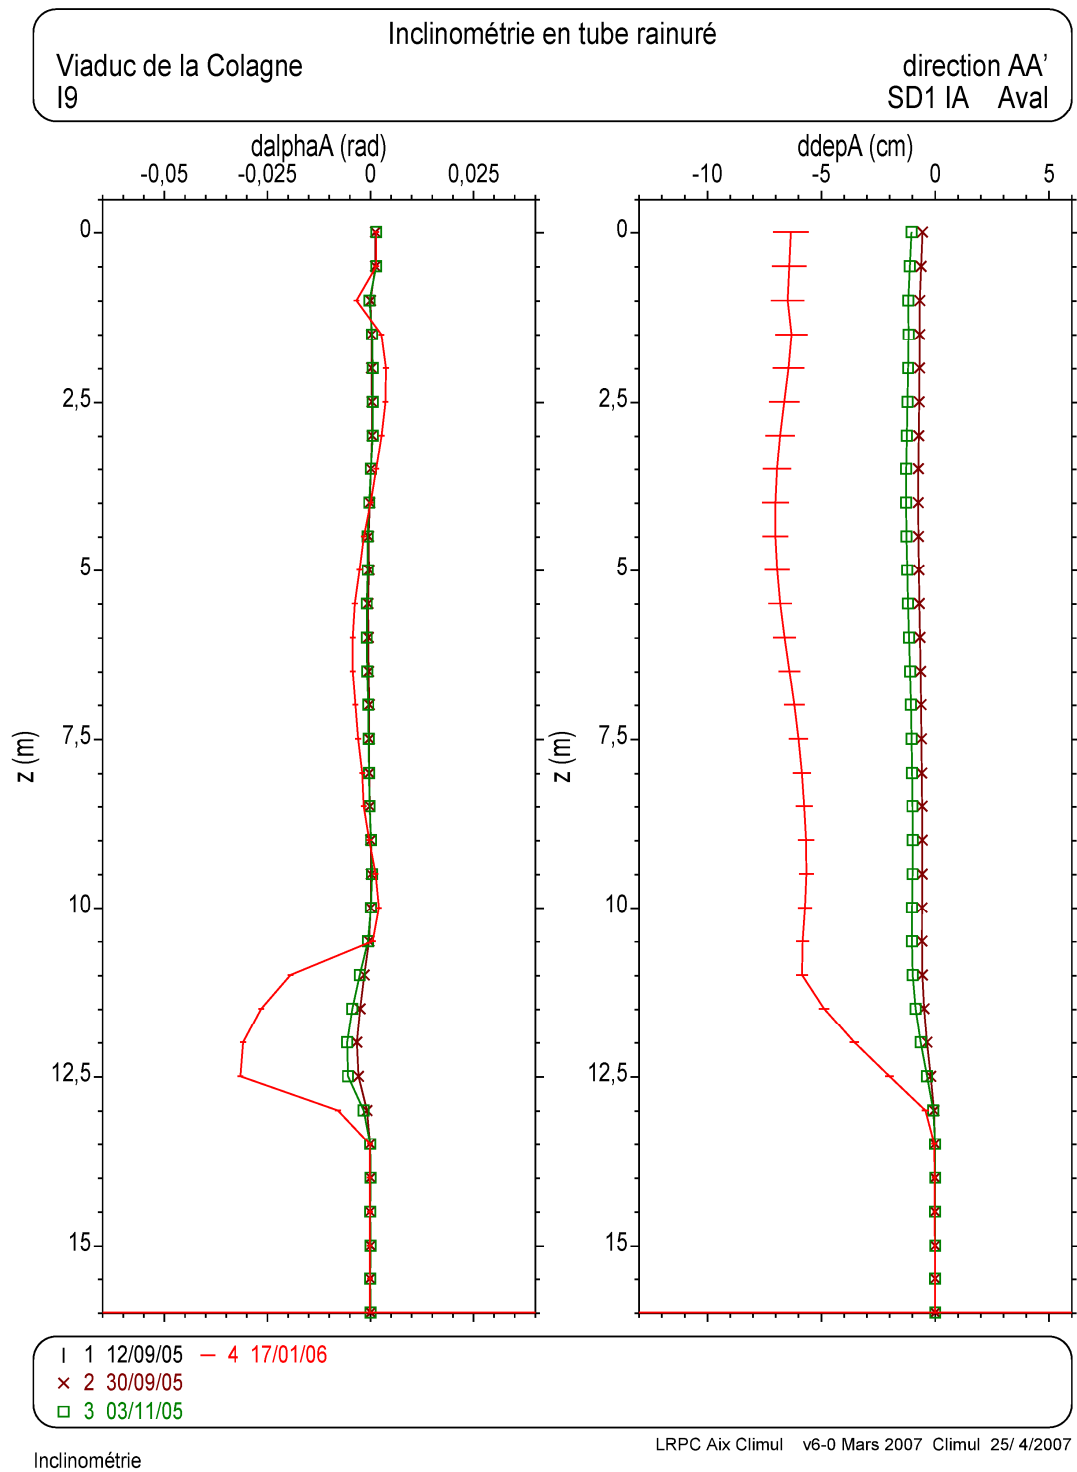 Inclinométrie en tube rainuré
Viaduc de la Colagne direction AA'
I9 SD1 IA Aval
dalphaA (rad) ddepA (cm)
-0,05 -0,025 0 0,025 -10 -5 0 5
0 0
2,5 2,5
5 5
7,5 7,5
z (m) z (m)
10 10
12,5 12,5
15 15
1 12/09/05 4 17/01/06
2 30/09/05
3 03/11/05
LRPC Aix Climul v6-0 Mars 2007 Climul 25/ 4/2007
Inclinométrie